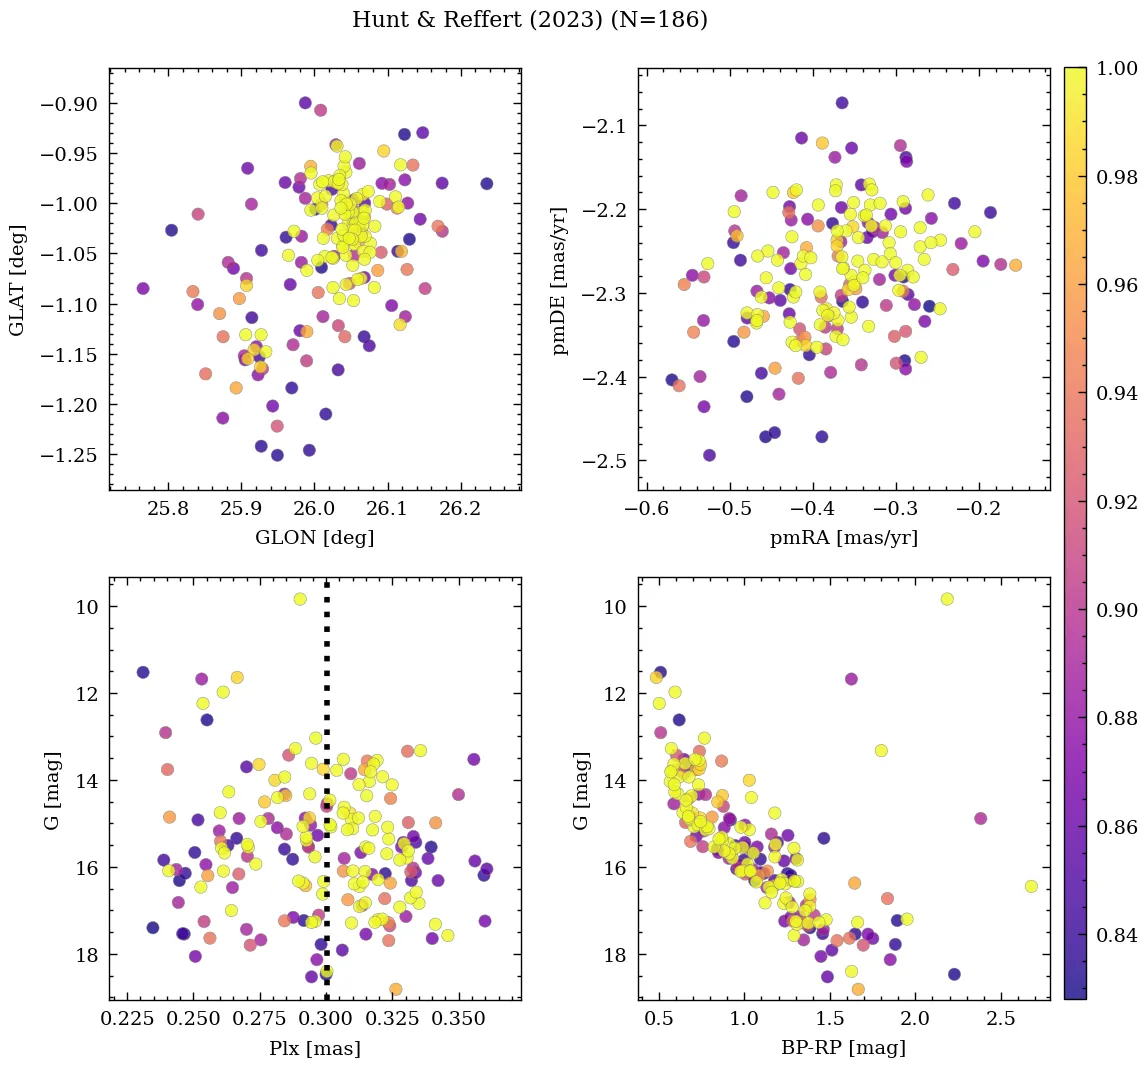 Hunt & Reffert (2023) (N=186)
−0.90
−0.95
−1.00
−1.05
−1.10
−1.15
−1.20
−1.25
GLAT [deg]
25.8 25.9 26.0 26.1 26.2
GLON [deg]
−2.1
−2.2
−2.3
−2.4
−2.5
pmDE [mas/yr]
−0.6 −0.5 −0.4 −0.3 −0.2
pmRA [mas/yr]
10
12
14
16
18
G [mag]
0.225 0.250 0.275 0.300 0.325 0.350
Plx [mas]
10
12
14
16
18
G [mag]
0.5 1.0 1.5 2.0 2.5
BP-RP [mag]
1.00
0.98
0.96
0.94
0.92
0.90
0.88
0.86
0.84